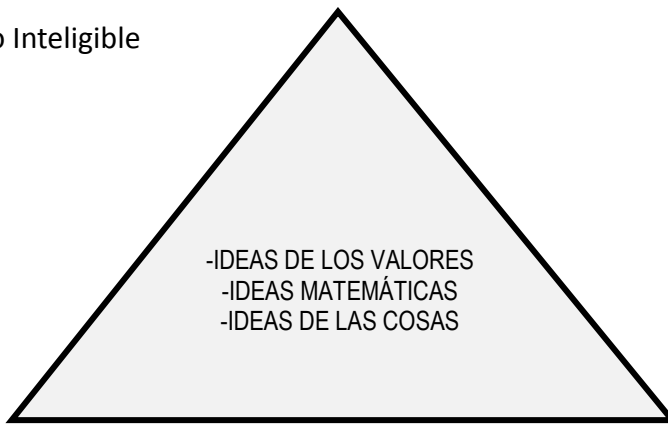 o Inteligible
-IDEAS DE LOS VALORES
-IDEAS MATEMÁTICAS
-IDEAS DE LAS COSAS